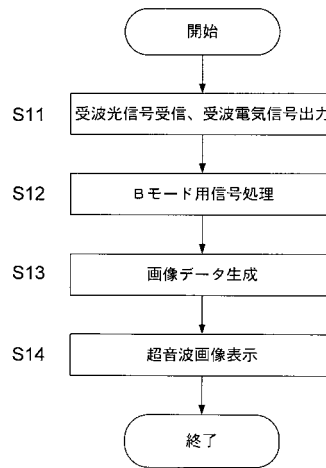 開始
S11 受波光信号受信、受波電気信号出力
S12 Bモード用信号処理
S13 画像データ生成
S14 超音波画像表示
終了